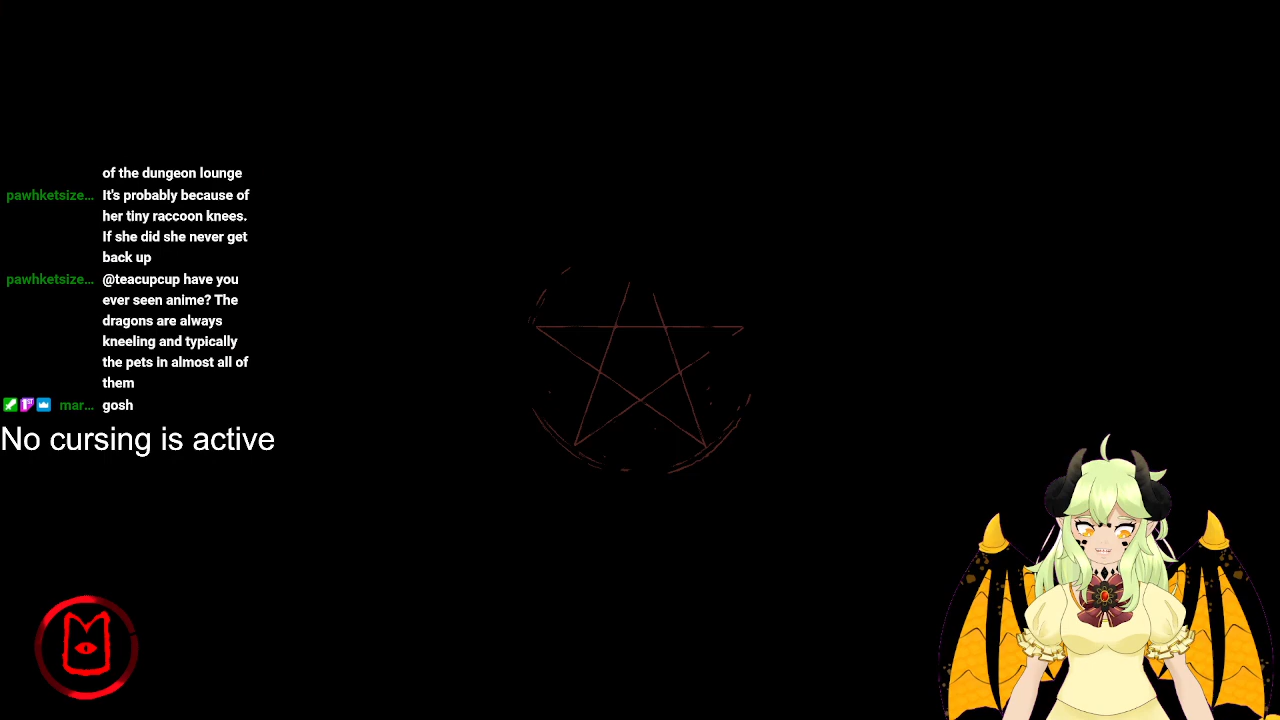 of the dungeon lounge
pawhketsize... It's probably because of
her tiny raccoon knees.
If she did she never get
back up
pawhketsize... @teacupcup have you
ever seen anime? The
dragons are always
kneeling and typically
the pets in almost all of
them
mar... gosh
No cursing is active